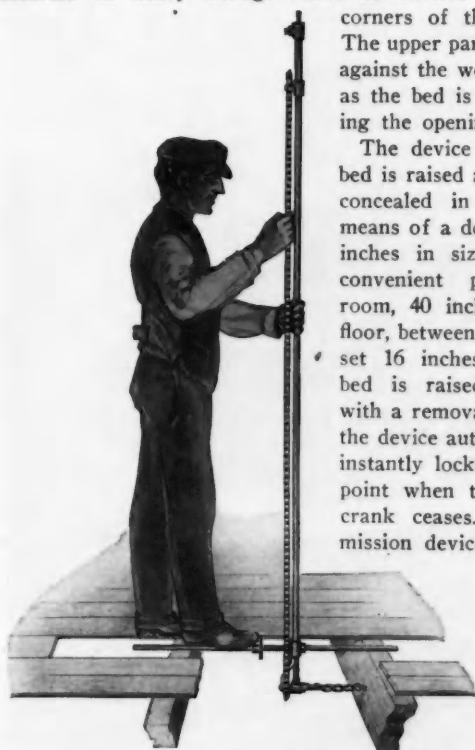 corners of th
The upper par
against the we
as the bed is
ing the openin
The device
bed is raised a
concealed in
means of a de
inches in siz
convenient p
room, 40 inch
floor, between
set 16 inches
bed is raised
with a remova
the device aut
instantly lock
point when t
crank ceases.
mission devic